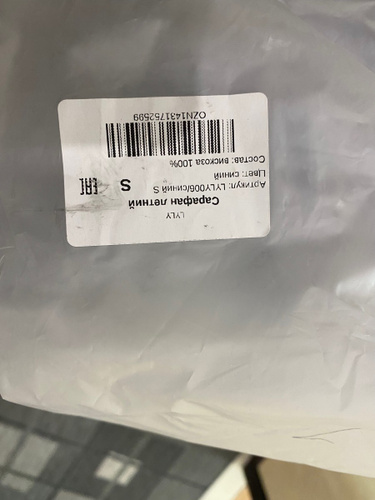 LYLY
Сарафан летний
Артикул: LYLY006/синий S
Цвет: синий
Состав: вискоза 100%
S
EAC
OZN1431752599